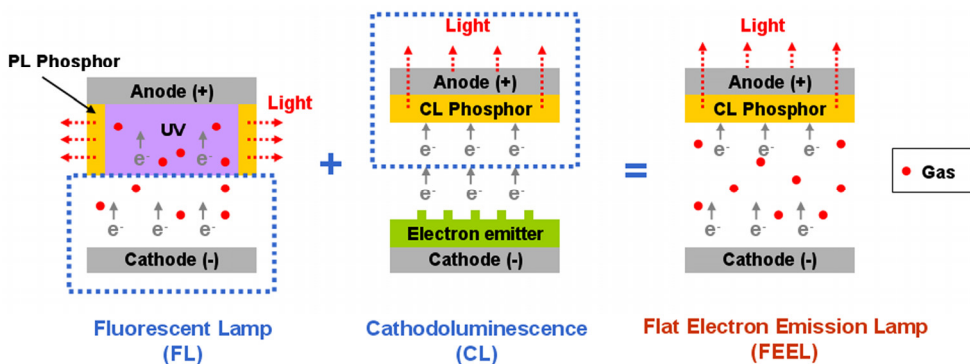 PL Phosphor
Anode (+)
Light
UV
e⁻ e⁻
e⁻ e⁻ e⁻
Cathode (-)
Fluorescent Lamp
(FL)
+
Light
Anode (+)
CL Phosphor
e⁻ e⁻ e⁻
e⁻ e⁻ e⁻
Electron emitter
Cathode (-)
Cathodoluminescence
(CL)
=
Light
Anode (+)
CL Phosphor
e⁻ e⁻ e⁻
e⁻ e⁻ e⁻
Cathode (-)
Flat Electron Emission Lamp
(FEEL)
Gas